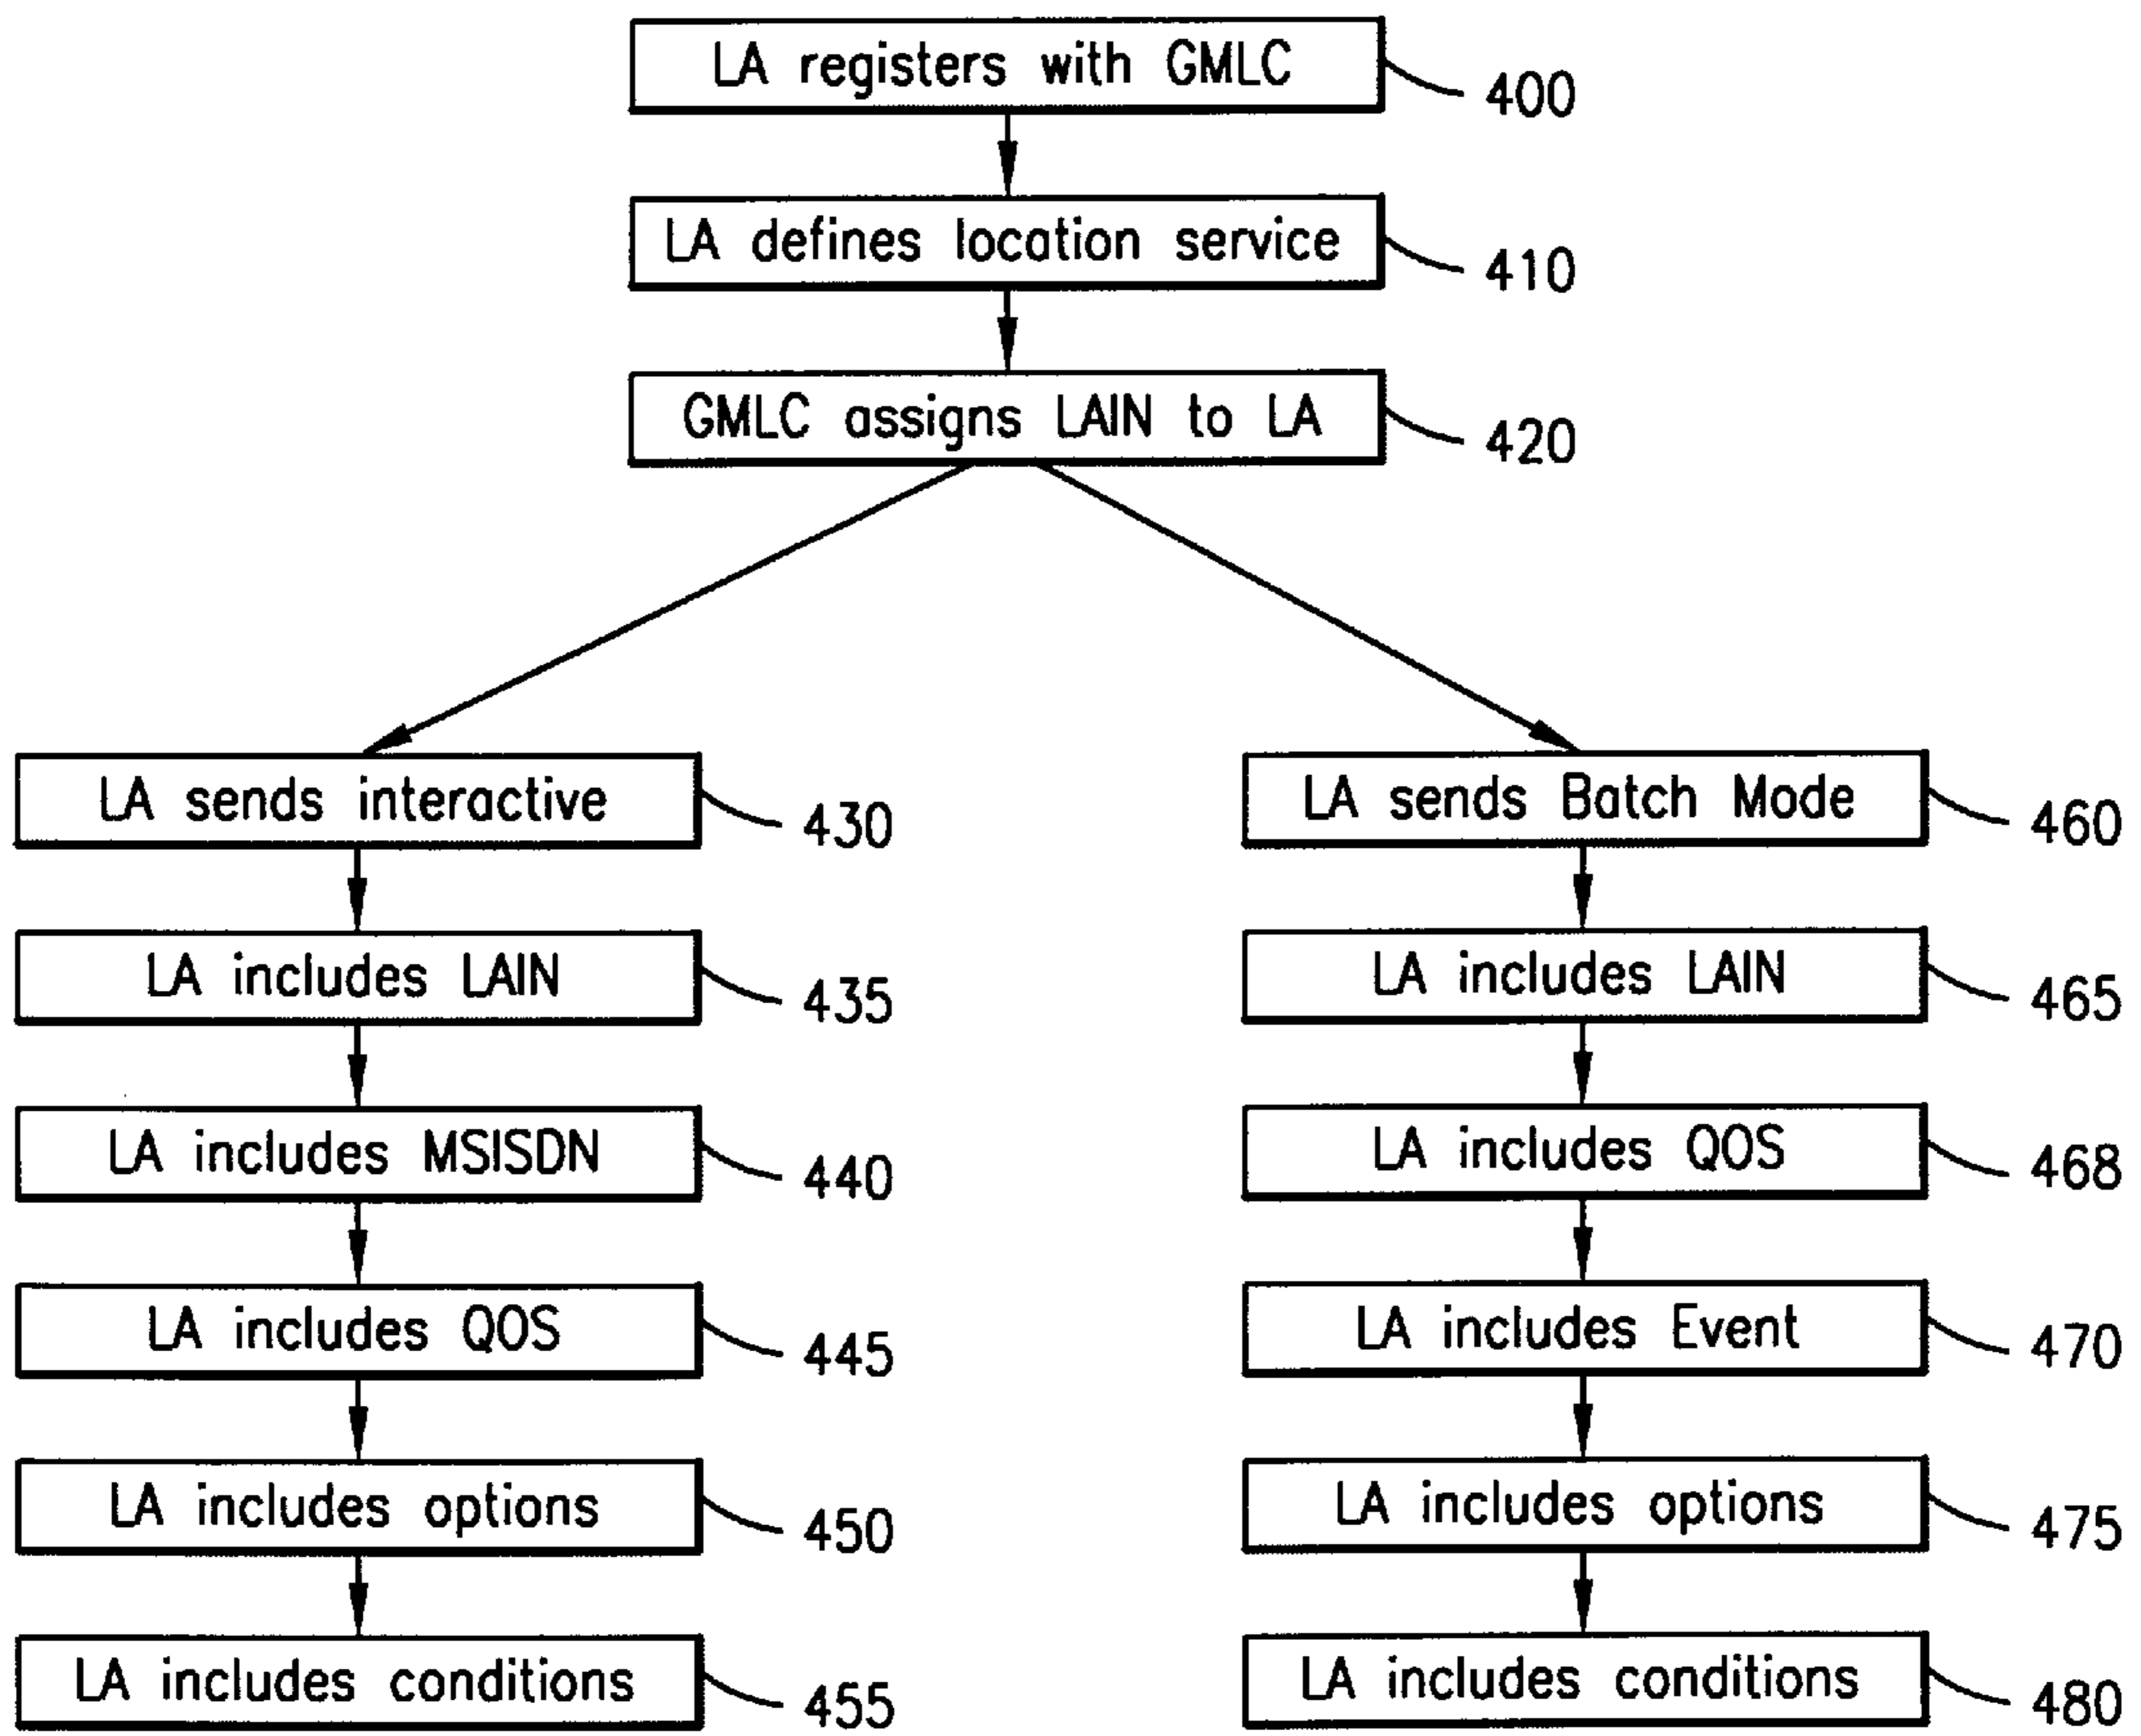 LA registers with GMLC
400
LA defines location service
410
GMLC assigns LAIN to LA
420
LA sends interactive
430
LA includes LAIN
435
LA includes MSISDN
440
LA includes QOS
445
LA includes options
450
LA includes conditions
455
LA sends Batch Mode
460
LA includes LAIN
465
LA includes QOS
468
LA includes Event
470
LA includes options
475
LA includes conditions
480